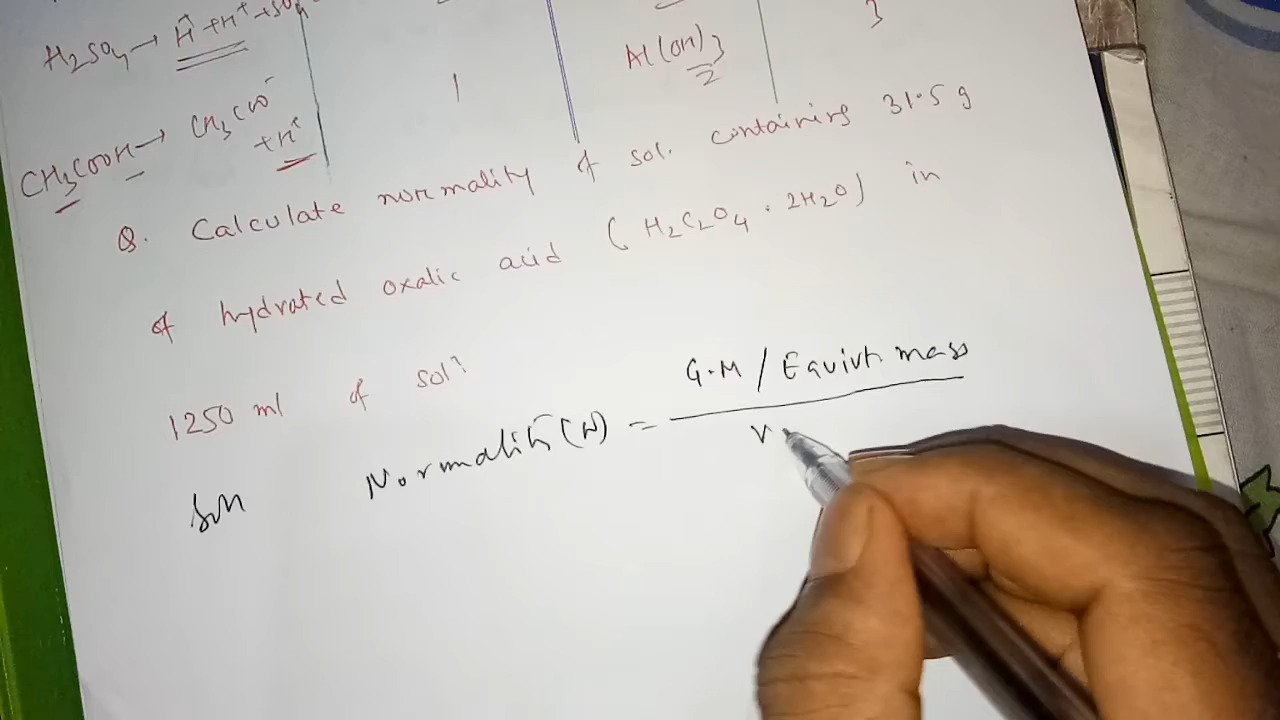 H2SO4 → H+ + H+ + SO4
Al(OH)3
3
2
1
CH3COOH → CH3COO-
+H+
Q. Calculate normality of sol. containing 31.5 g
of hydrated oxalic acid (H2C2O4 . 2H2O) in
1250 ml of sol?
Soln
Normality (N) =
G.M / Equivt. mass
V